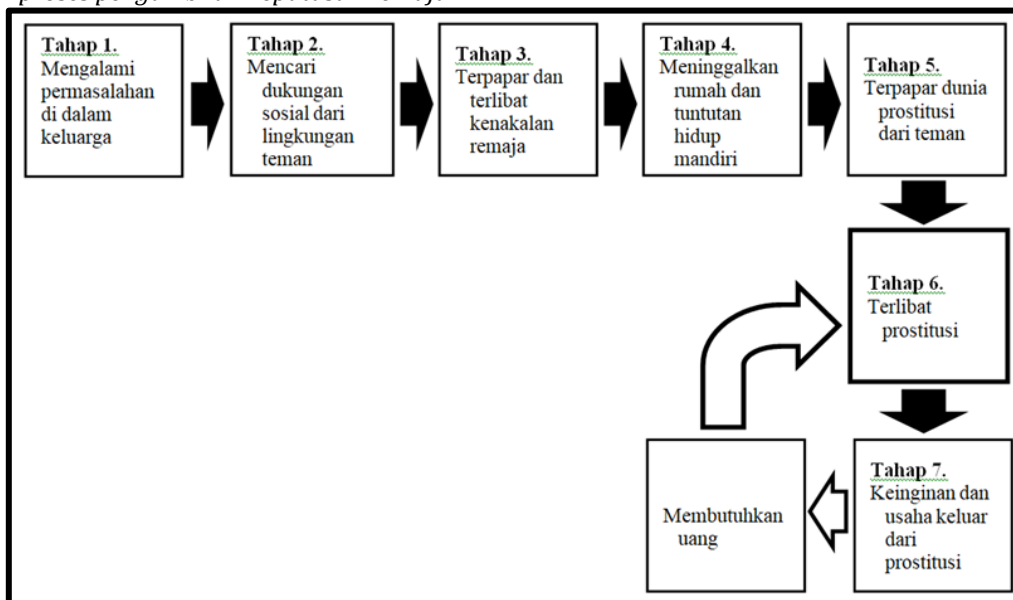 Tahap 1.
Mengalami
permasalahan
di dalam
keluarga
Tahap 2.
Mencari
dukungan
sosial dari
lingkungan
teman
Tahap 3.
Terpapar dan
terlibat
kenakalan
remaja
Tahap 4.
Meninggalkan
rumah dan
tuntutan
hidup
mandiri
Tahap 5.
Terpapar dunia
prostitusi
dari teman
Tahap 6.
Terlibat
prostitusi
Tahap 7.
Keinginan dan
usaha keluar
dari
prostitusi
Membutuhkan
uang